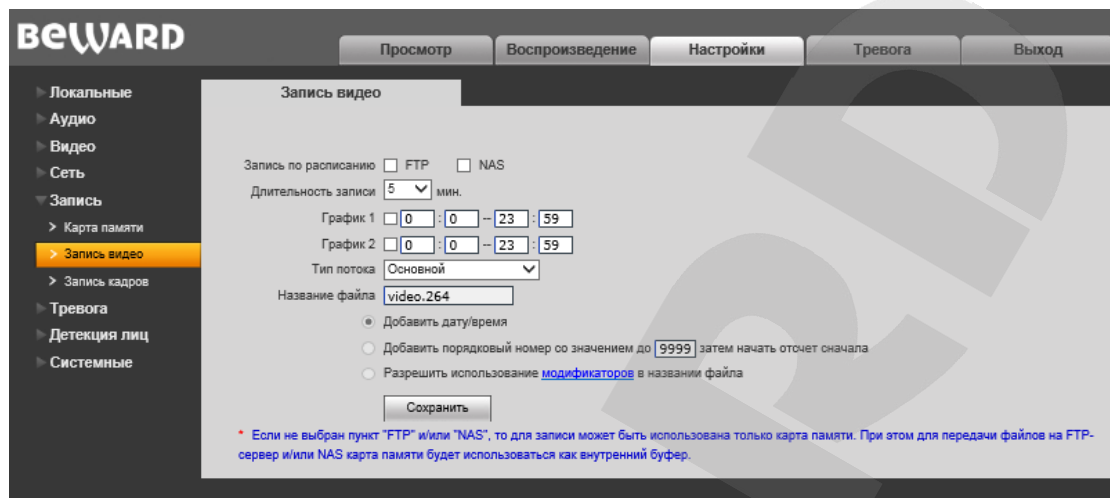 BEWARD
Просмотр Воспроизведение Настройки Тревога Выход
Локальные
Аудио
Видео
Сеть
Запись
> Карта памяти
> Запись видео
> Запись кадров
Тревога
Детекция лиц
Системные
Запись видео
Запись по расписанию FTP NAS
Длительность записи 5 мин.
График 1 0 : 0 -- 23 : 59
График 2 0 : 0 -- 23 : 59
Тип потока Основной
Название файла video.264
Добавить дату/время
Добавить порядковый номер со значением до 9999 затем начать отсчет сначала
Разрешить использование модификаторов в названии файла
Сохранить
* Если не выбран пункт "FTP" и/или "NAS", то для записи может быть использована только карта памяти. При этом для передачи файлов на FTP-
сервер и/или NAS карта памяти будет использоваться как внутренний буфер.